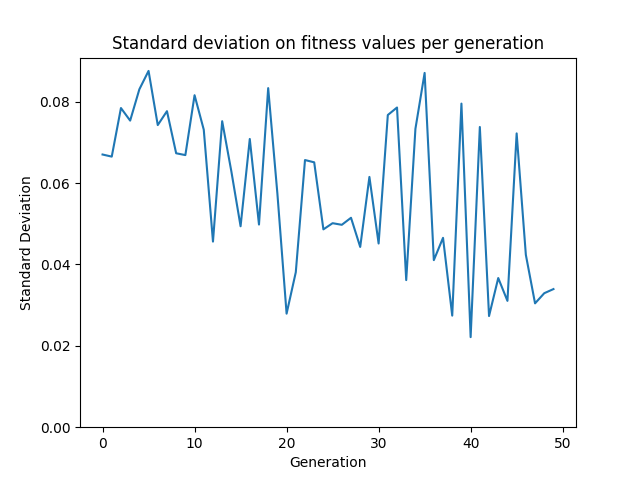 Standard deviation on fitness values per generation
Standard Deviation
0.08
0.06
0.04
0.02
0.00
0 10 20 30 40 50
Generation